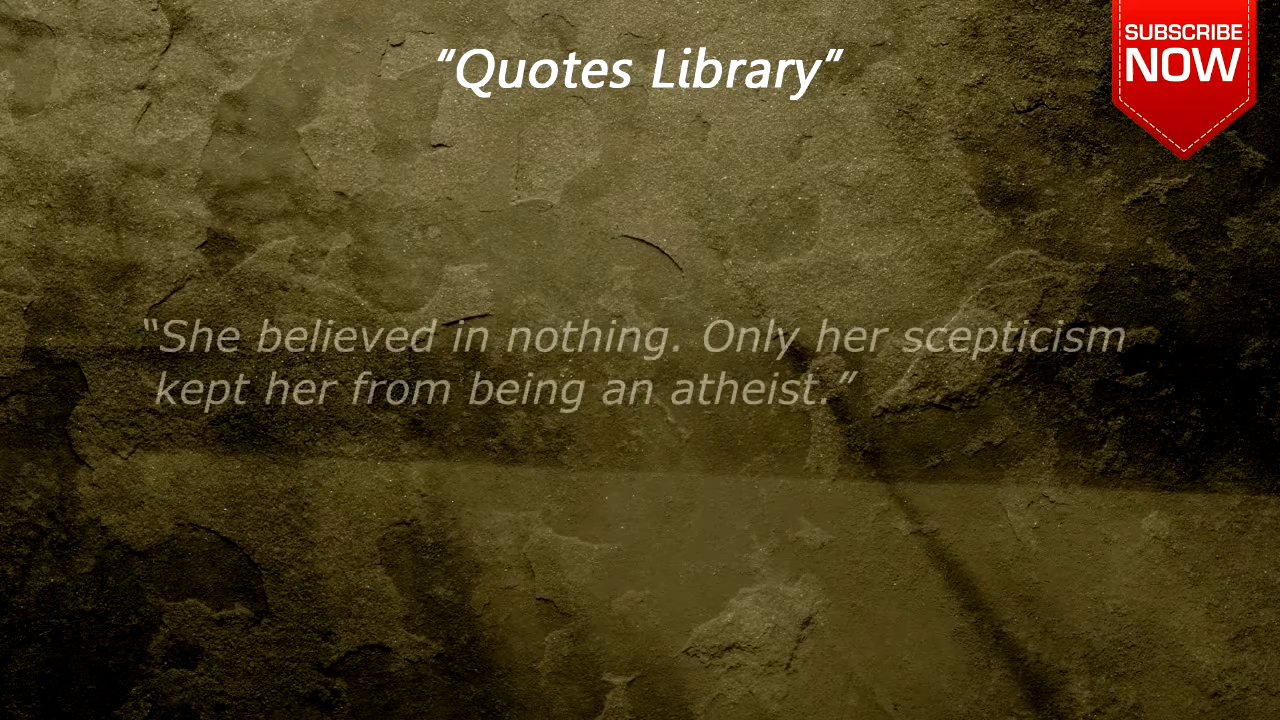 “Quotes Library”
SUBSCRIBE
NOW
“She believed in nothing. Only her scepticism
kept her from being an atheist.”